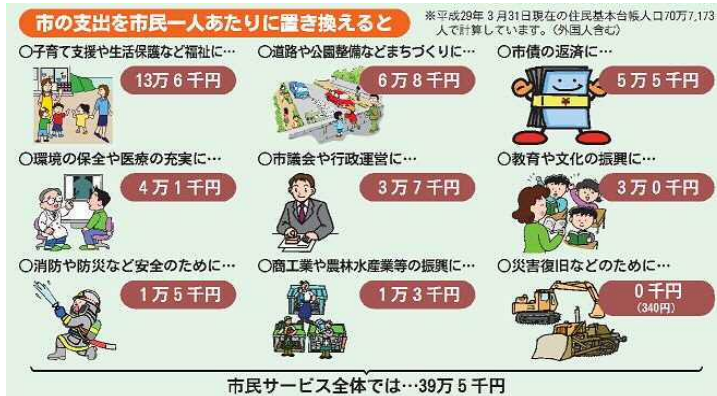 市の支出を市民一人あたりに置き換えると
※平成29年3月31日現在の住民基本台帳人口70万7,173
人で計算しています。（外国人含む）
○子育て支援や生活保護など福祉に…
13万6千円
○道路や公園整備などまちづくりに…
6万8千円
○市債の返済に…
5万5千円
○環境の保全や医療の充実に…
4万1千円
○市議会や行政運営に…
3万7千円
○教育や文化の振興に…
3万0千円
○消防や防災など安全のために…
1万5千円
○商工業や農林水産業等の振興に…
1万3千円
○災害復旧などのために…
0千円
（340円）
市民サービス全体では…39万5千円